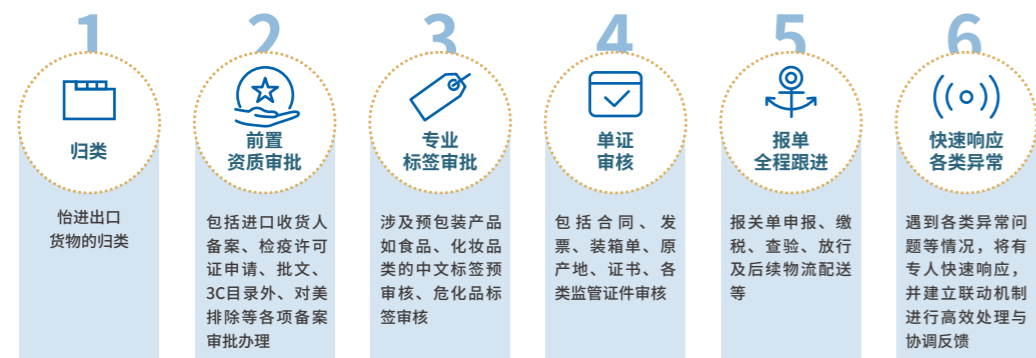 1
归类
怡进出口
货物的归类
2
前置
资质审批
包括进口收货人
备案、检疫许可
证申请、批文、
3C目录外、对美
排除等各项备案
审批办理
3
专业
标签审批
涉及预包装产品
如食品、化妆品
类的中文标签预
审核、危化品标
签审核
4
单证
审核
包括合同、发
票、装箱单、原
产地、证书、各
类监管证件审核
5
报单
全程跟进
报关单申报、缴
税、查验、放行
及后续物流配送
等
6
快速响应
各类异常
遇到各类异常问
题等情况，将有
专人快速响应，
并建立联动机制
进行高效处理与
协调反馈